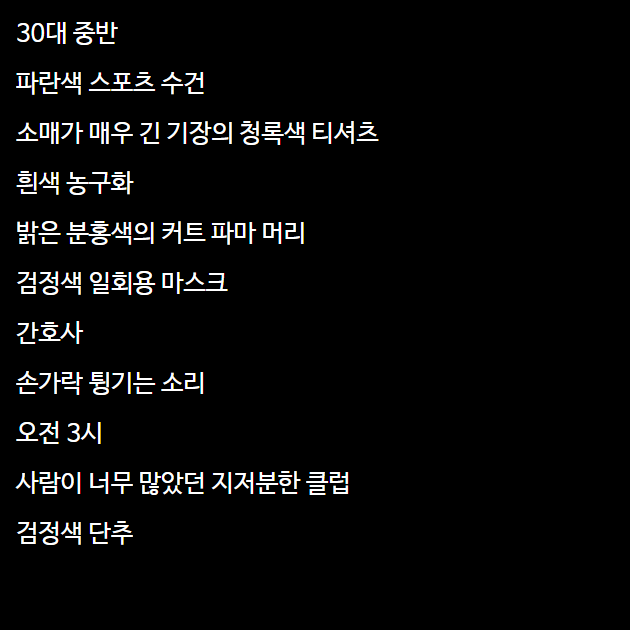 30대 중반
파란색 스포츠 수건
소매가 매우 긴 기장의 청록색 티셔츠
흰색 농구화
밝은 분홍색의 커트 파마 머리
검정색 일회용 마스크
간호사
손가락 튕기는 소리
오전 3시
사람이 너무 많았던 지저분한 클럽
검정색 단추